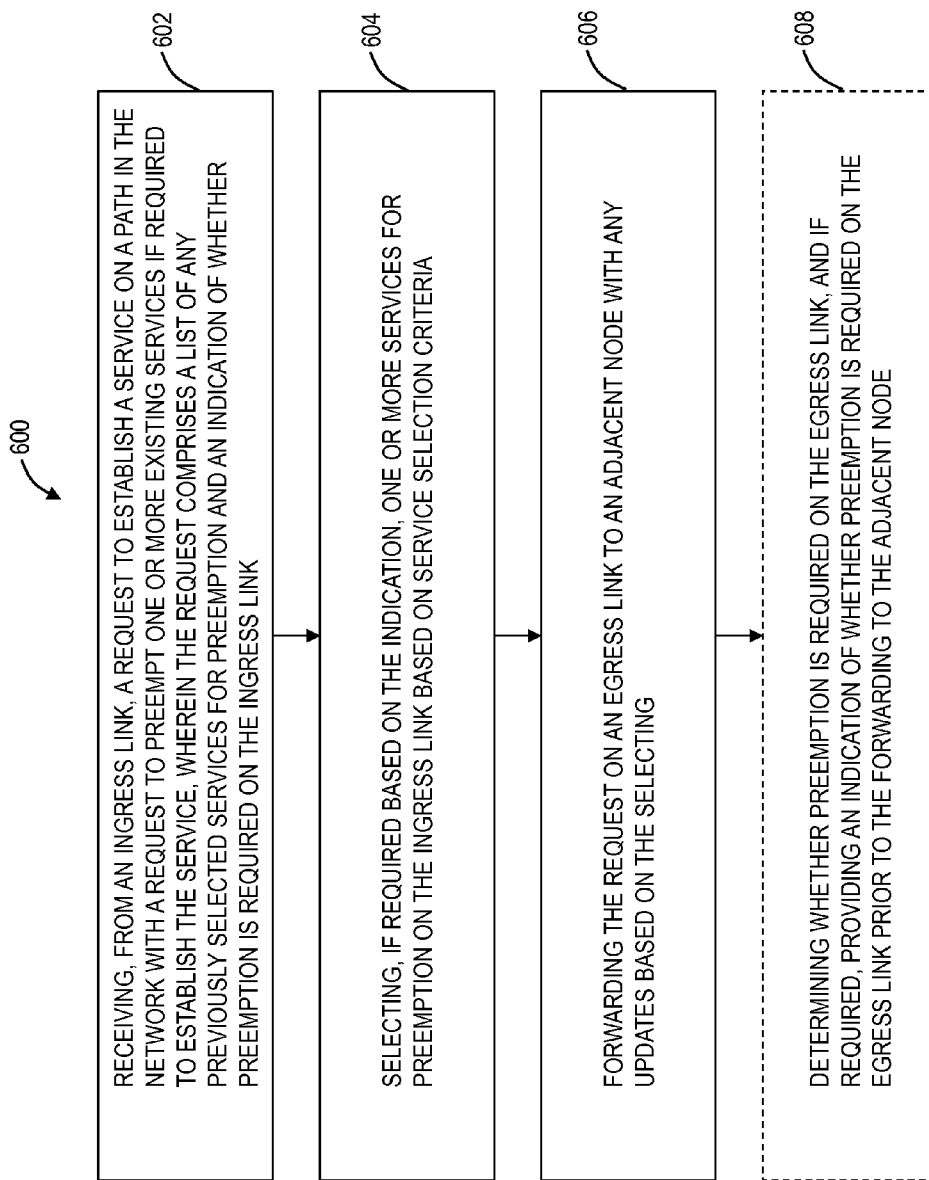 600
602
RECEIVING, FROM AN INGRESS LINK, A REQUEST TO ESTABLISH A SERVICE ON A PATH IN THE
NETWORK WITH A REQUEST TO PREEMPT ONE OR MORE EXISTING SERVICES IF REQUIRED
TO ESTABLISH THE SERVICE, WHEREIN THE REQUEST COMPRISES A LIST OF ANY
PREVIOUSLY SELECTED SERVICES FOR PREEMPTION AND AN INDICATION OF WHETHER
PREEMPTION IS REQUIRED ON THE INGRESS LINK
604
SELECTING, IF REQUIRED BASED ON THE INDICATION, ONE OR MORE SERVICES FOR
PREEMPTION ON THE INGRESS LINK BASED ON SERVICE SELECTION CRITERIA
606
FORWARDING THE REQUEST ON AN EGRESS LINK TO AN ADJACENT NODE WITH ANY
UPDATES BASED ON THE SELECTING
608
DETERMINING WHETHER PREEMPTION IS REQUIRED ON THE EGRESS LINK, AND IF
REQUIRED, PROVIDING AN INDICATION OF WHETHER PREEMPTION IS REQUIRED ON THE
EGRESS LINK PRIOR TO THE FORWARDING TO THE ADJACENT NODE